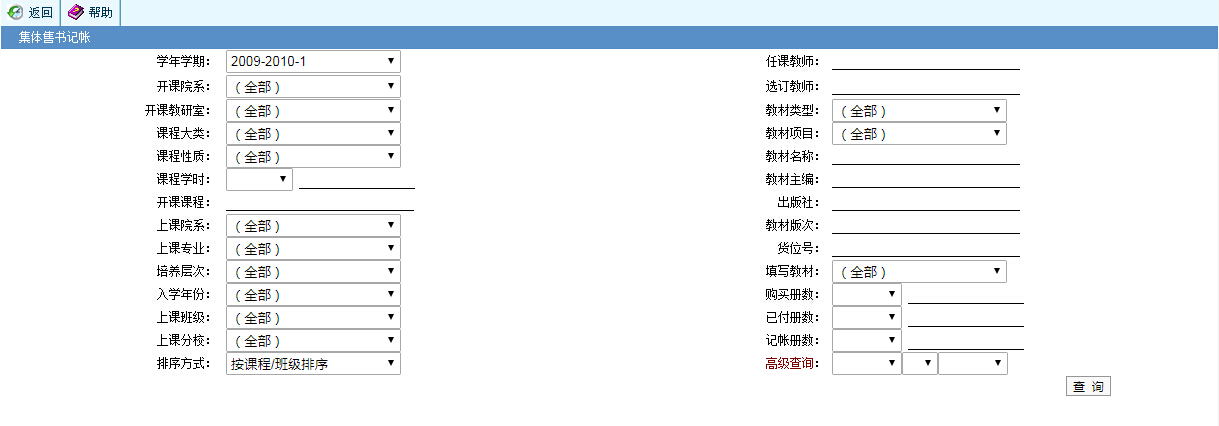 返回 帮助
集体售书记帐
学年学期： 2009-2010-1 任课教师：
开课院系： （全部） 选订教师：
开课教研室： （全部） 教材类型： （全部）
课程大类： （全部） 教材项目： （全部）
课程性质： （全部） 教材名称：
课程学时： 教材主编：
开课课程： 出版社：
上课院系： （全部） 教材版次：
上课专业： （全部） 货位号：
培养层次： （全部） 填写教材： （全部）
入学年份： （全部） 购买册数：
上课班级： （全部） 已付册数：
上课分校： （全部） 记帐册数：
排序方式： 按课程/班级排序 高级查询：
查 询